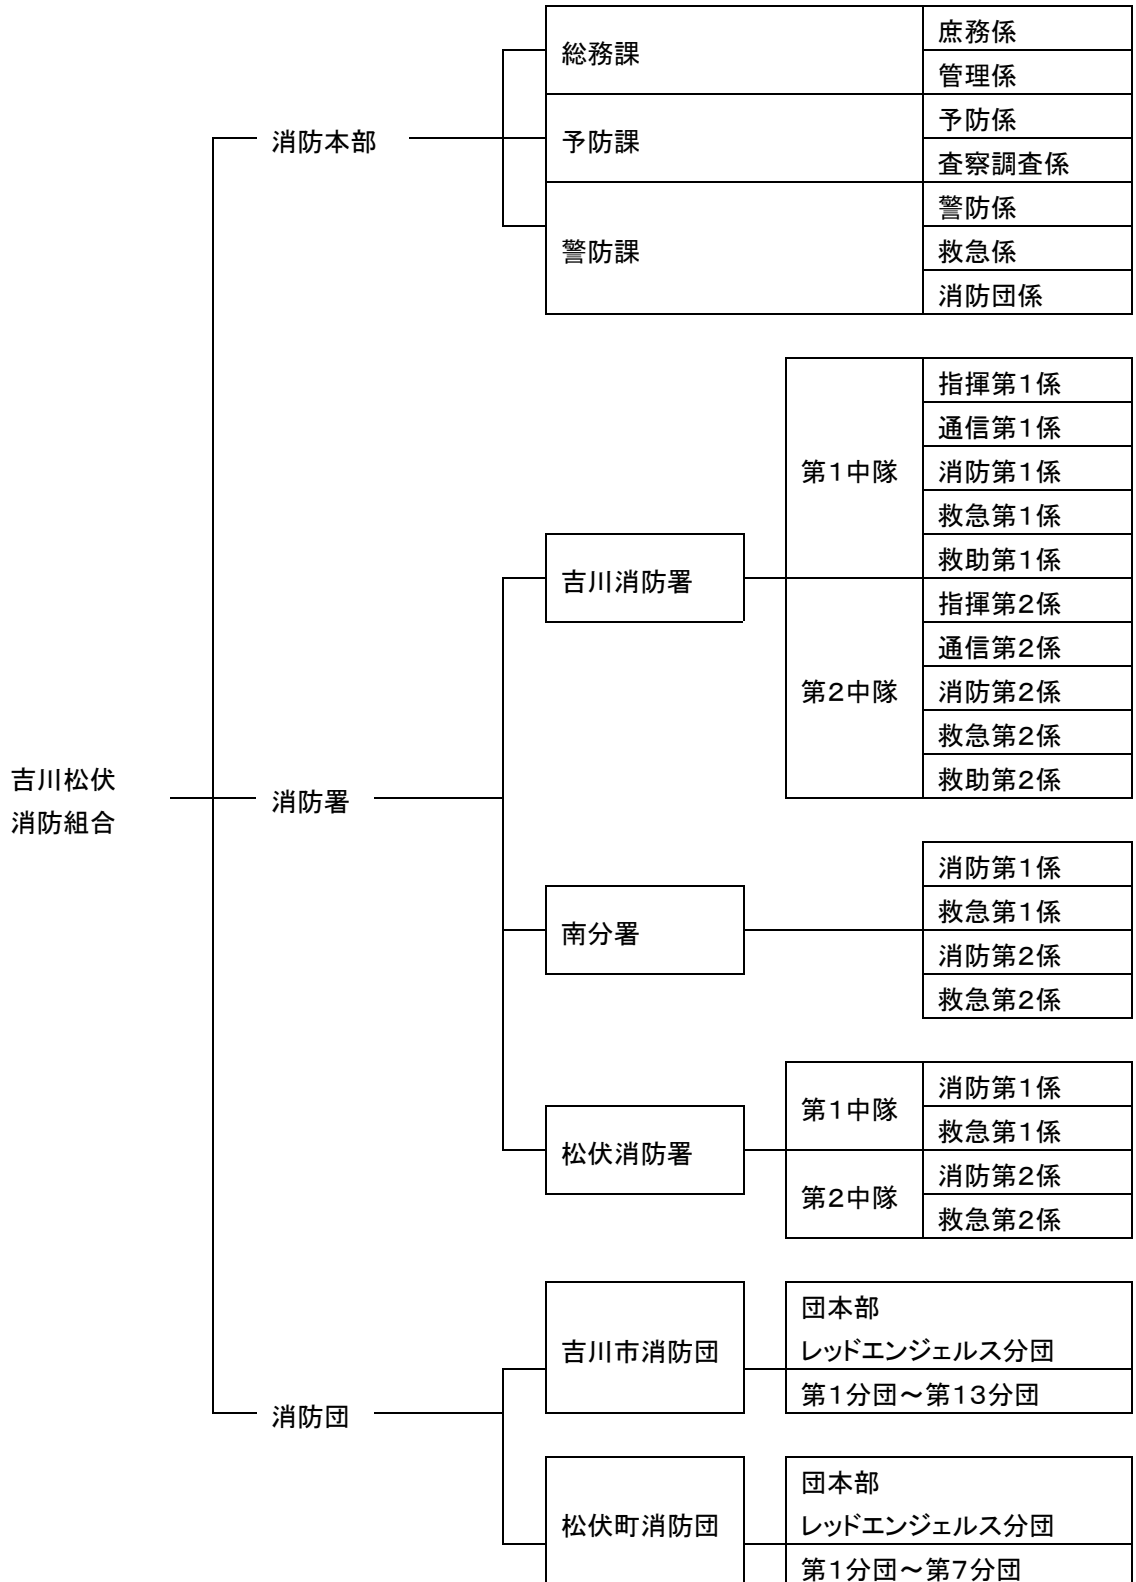 吉川松伏
消防組合
消防本部
総務課
庶務係
管理係
予防課
予防係
査察調査係
警防課
警防係
救急係
消防団係
消防署
吉川消防署
第1中隊
指揮第1係
通信第1係
消防第1係
救急第1係
救助第1係
第2中隊
指揮第2係
通信第2係
消防第2係
救急第2係
救助第2係
南分署
消防第1係
救急第1係
消防第2係
救急第2係
松伏消防署
第1中隊
消防第1係
救急第1係
第2中隊
消防第2係
救急第2係
消防団
吉川市消防団
団本部
レッドエンジェルス分団
第1分団～第13分団
松伏町消防団
団本部
レッドエンジェルス分団
第1分団～第7分団